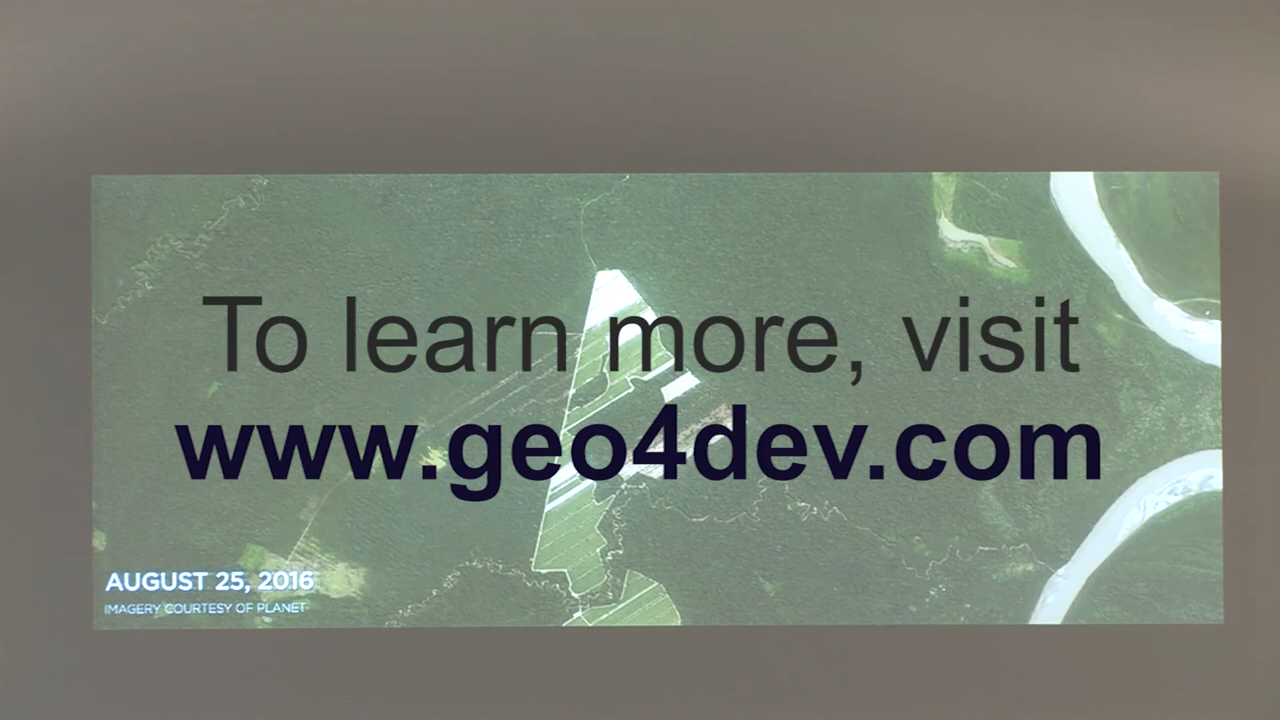 To learn more, visit
www.geo4dev.com
AUGUST 25, 2016
IMAGERY COURTESY OF PLANET